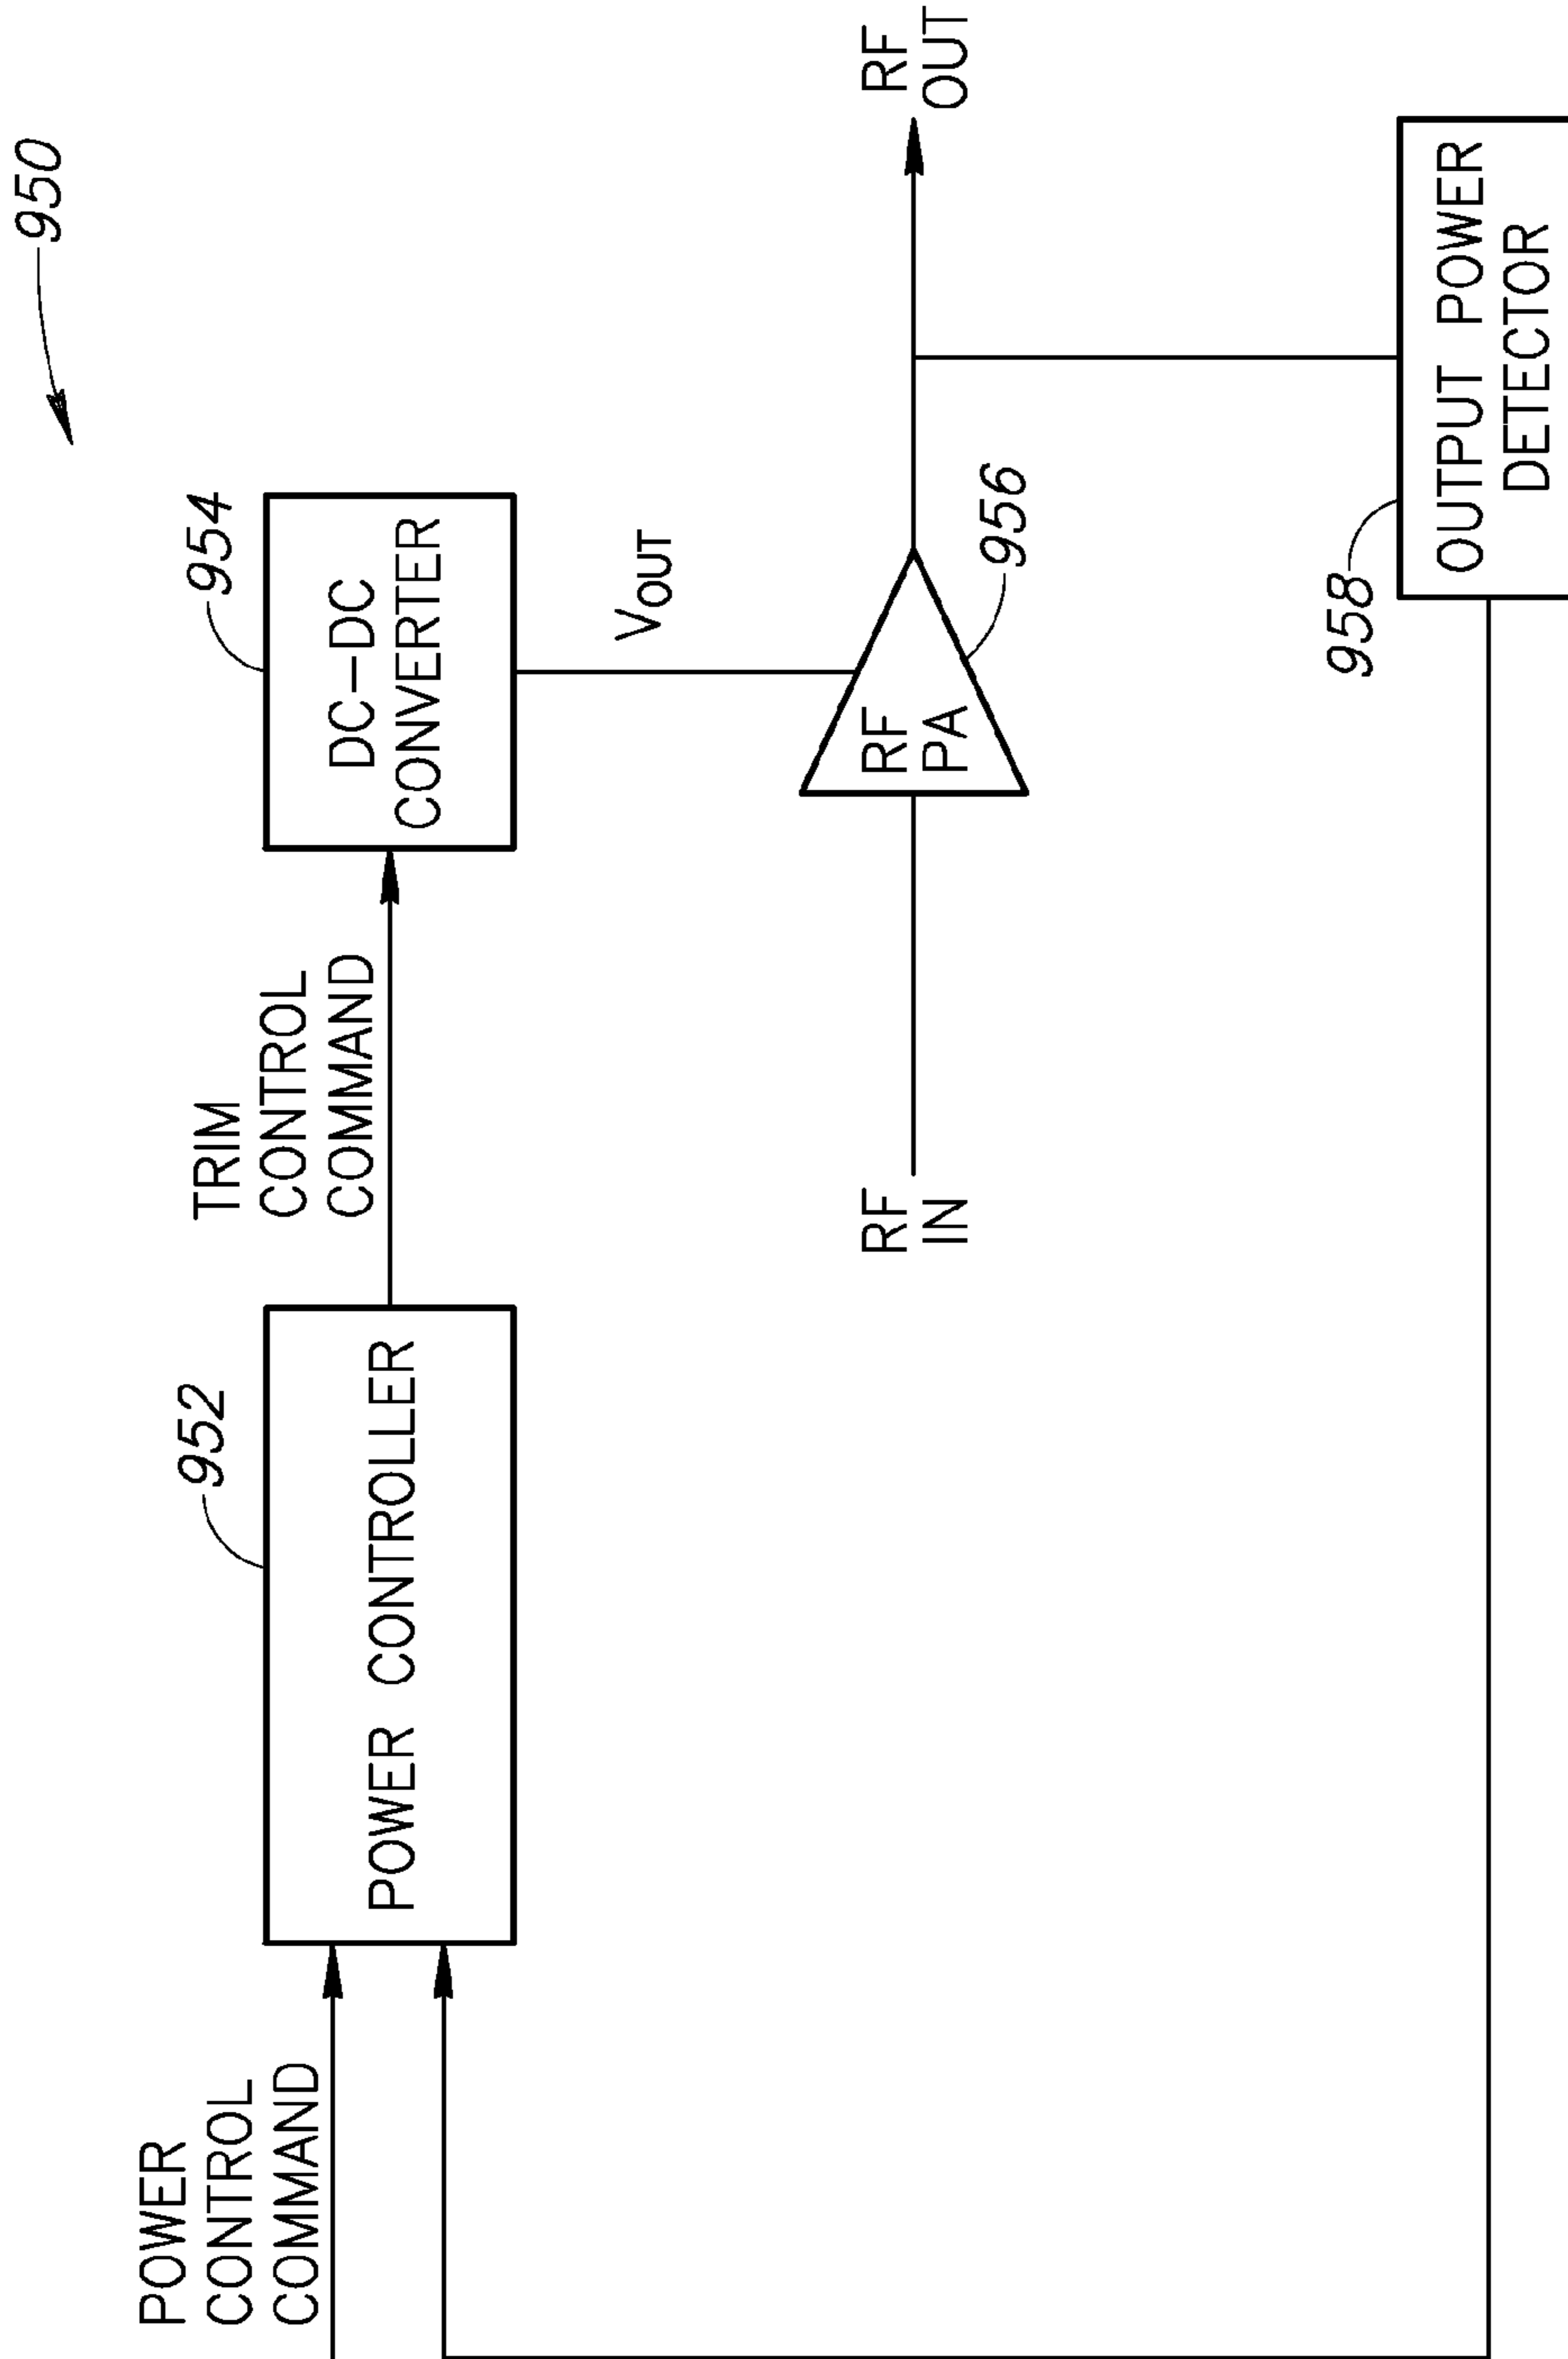 950
POWER
CONTROL
COMMAND
952
POWER CONTROLLER
TRIM
CONTROL
COMMAND
954
DC-DC
CONVERTER
VOUT
RF
IN
RF
PA
956
RF
OUT
958
OUTPUT POWER
DETECTOR